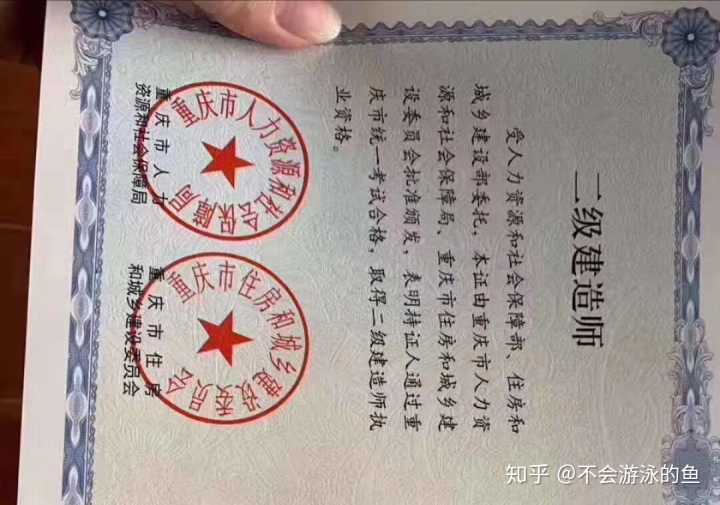 二级建造师
受人力资源和社会保障部、住房和
城乡建设部委托，本证由重庆市人力资
源和社会保障局、重庆市住房和城乡建
设委员会批准颁发，表明持证人通过重
庆市统一考试合格，取得二级建造师执
业资格。
重庆市人力
资源和社会保障局
重庆市人力资源和社会保障局
重庆市住房
和城乡建设委员会
重庆市住房和城乡建设委员会
知乎 @不会游泳的鱼